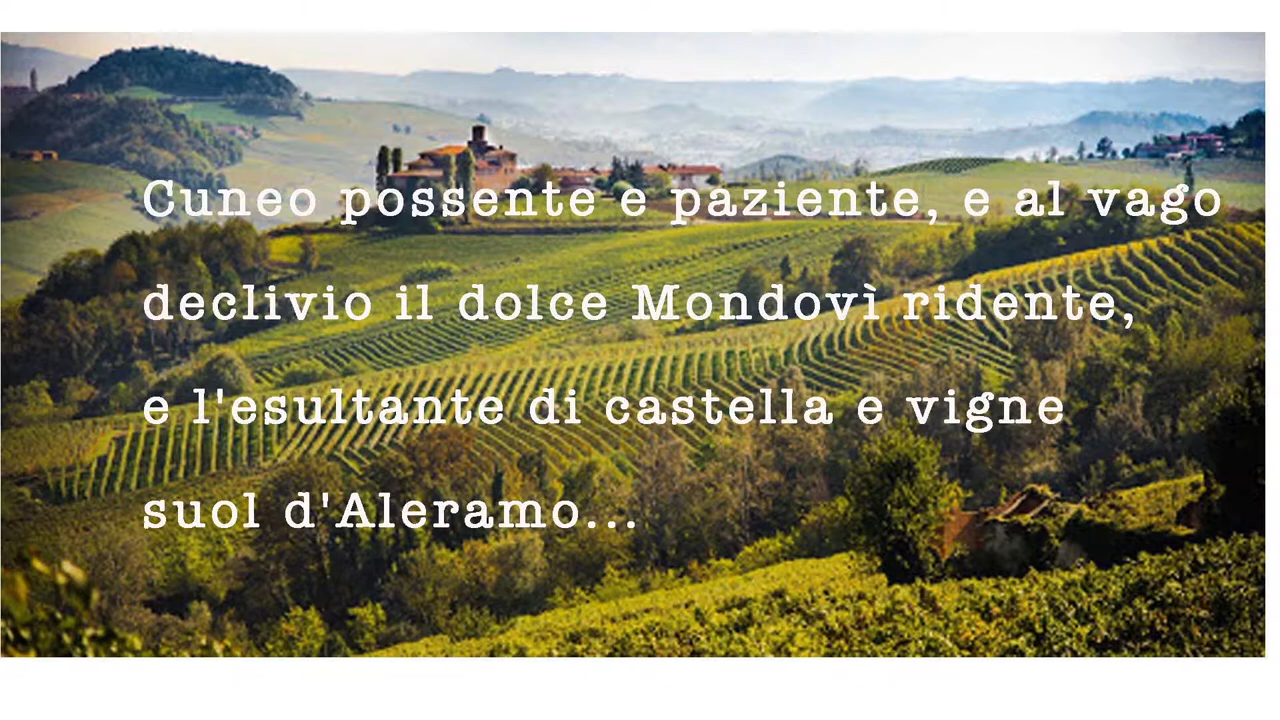 Cuneo possente e paziente, e al vago
declivio il dolce Mondovì ridente,
e l'esultante di castella e vigne
suol d'Aleramo...